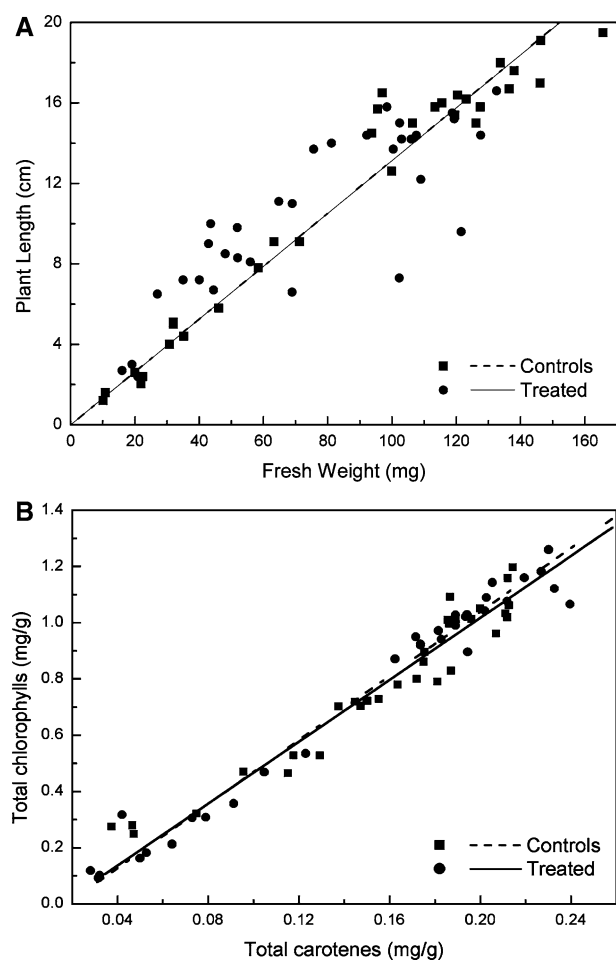 A
20
16
12
8
4
0
Plant Length (cm)
Controls
Treated
0 20 40 60 80 100 120 140 160
Fresh Weight (mg)
B
1.4
1.2
1.0
0.8
0.6
0.4
0.2
0.0
Total chlorophylls (mg/g)
Controls
Treated
0.04 0.08 0.12 0.16 0.20 0.24
Total carotenes (mg/g)